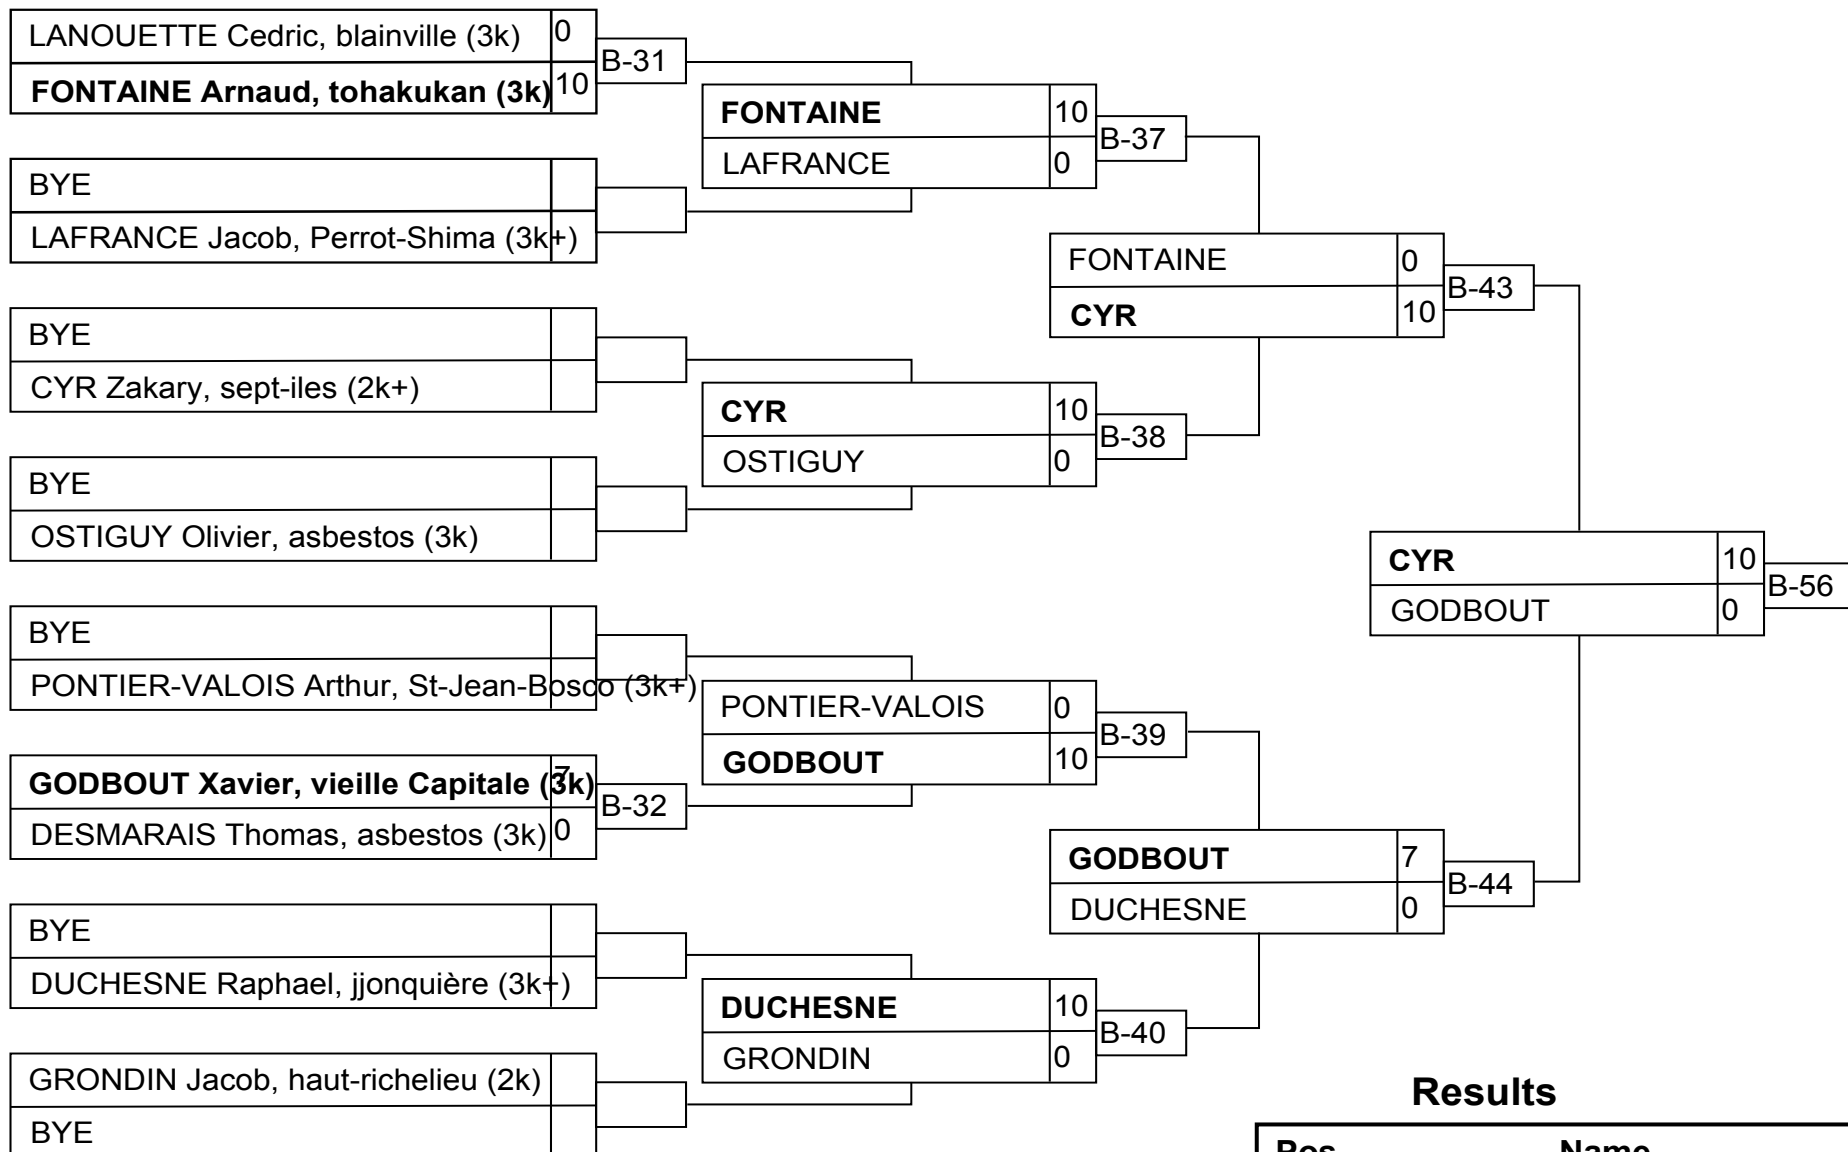 LANOUETTE Cedric, blainville (3k) 0
FONTAINE Arnaud, tohakukan (3k) 10
B-31
BYE
LAFRANCE Jacob, Perrot-Shima (3k+)
BYE
CYR Zakary, sept-iles (2k+)
BYE
OSTIGUY Olivier, asbestos (3k)
BYE
PONTIER-VALOIS Arthur, St-Jean-Bosco (3k+)
GODBOUT Xavier, vieille Capitale (3k) 7
DESMARAIS Thomas, asbestos (3k) 0
B-32
BYE
DUCHESNE Raphael, jjonquière (3k+)
GRONDIN Jacob, haut-richelieu (2k)
BYE
FONTAINE 10
LAFRANCE 0
B-37
CYR 10
OSTIGUY 0
B-38
PONTIER-VALOIS 0
GODBOUT 10
B-39
DUCHESNE 10
GRONDIN 0
B-40
FONTAINE 0
CYR 10
B-43
GODBOUT 7
DUCHESNE 0
B-44
CYR 10
GODBOUT 0
B-56
Results
Pos Name